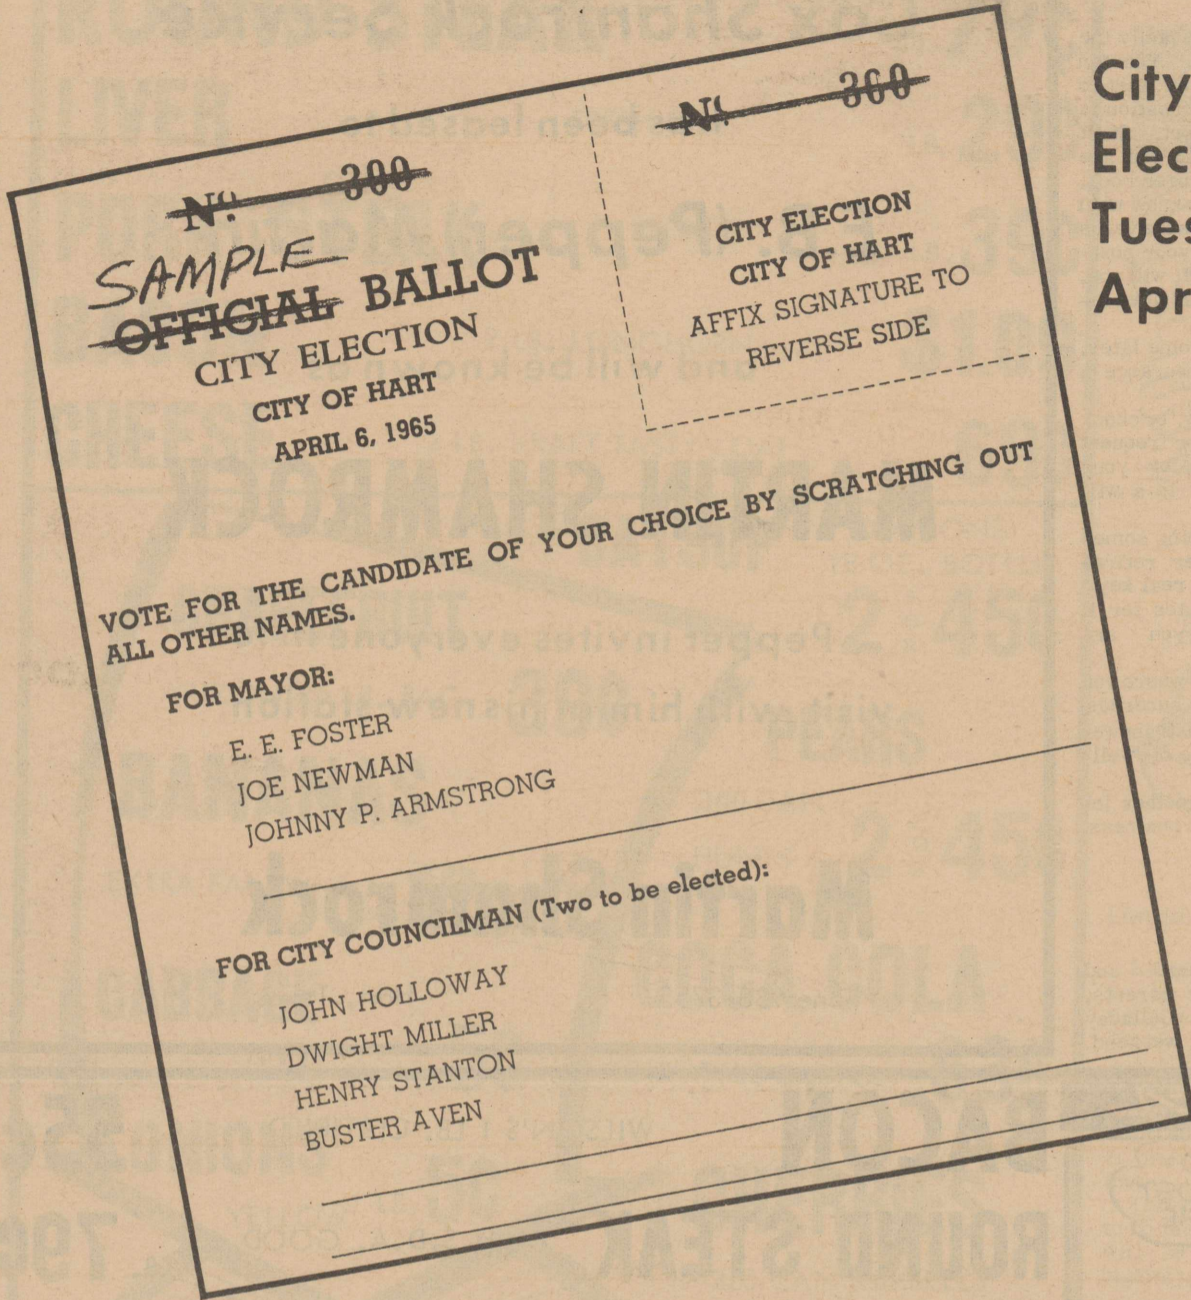 Nº 300
SAMPLE
OFFICIAL BALLOT
CITY ELECTION
CITY OF HART
APRIL 6, 1965
Nº 300
CITY ELECTION
CITY OF HART
AFFIX SIGNATURE TO
REVERSE SIDE
VOTE FOR THE CANDIDATE OF YOUR CHOICE BY SCRATCHING OUT
ALL OTHER NAMES.
FOR MAYOR:
E. E. FOSTER
JOE NEWMAN
JOHNNY P. ARMSTRONG
FOR CITY COUNCILMAN (Two to be elected):
JOHN HOLLOWAY
DWIGHT MILLER
HENRY STANTON
BUSTER AVEN
City
Elec
Tues
Apr